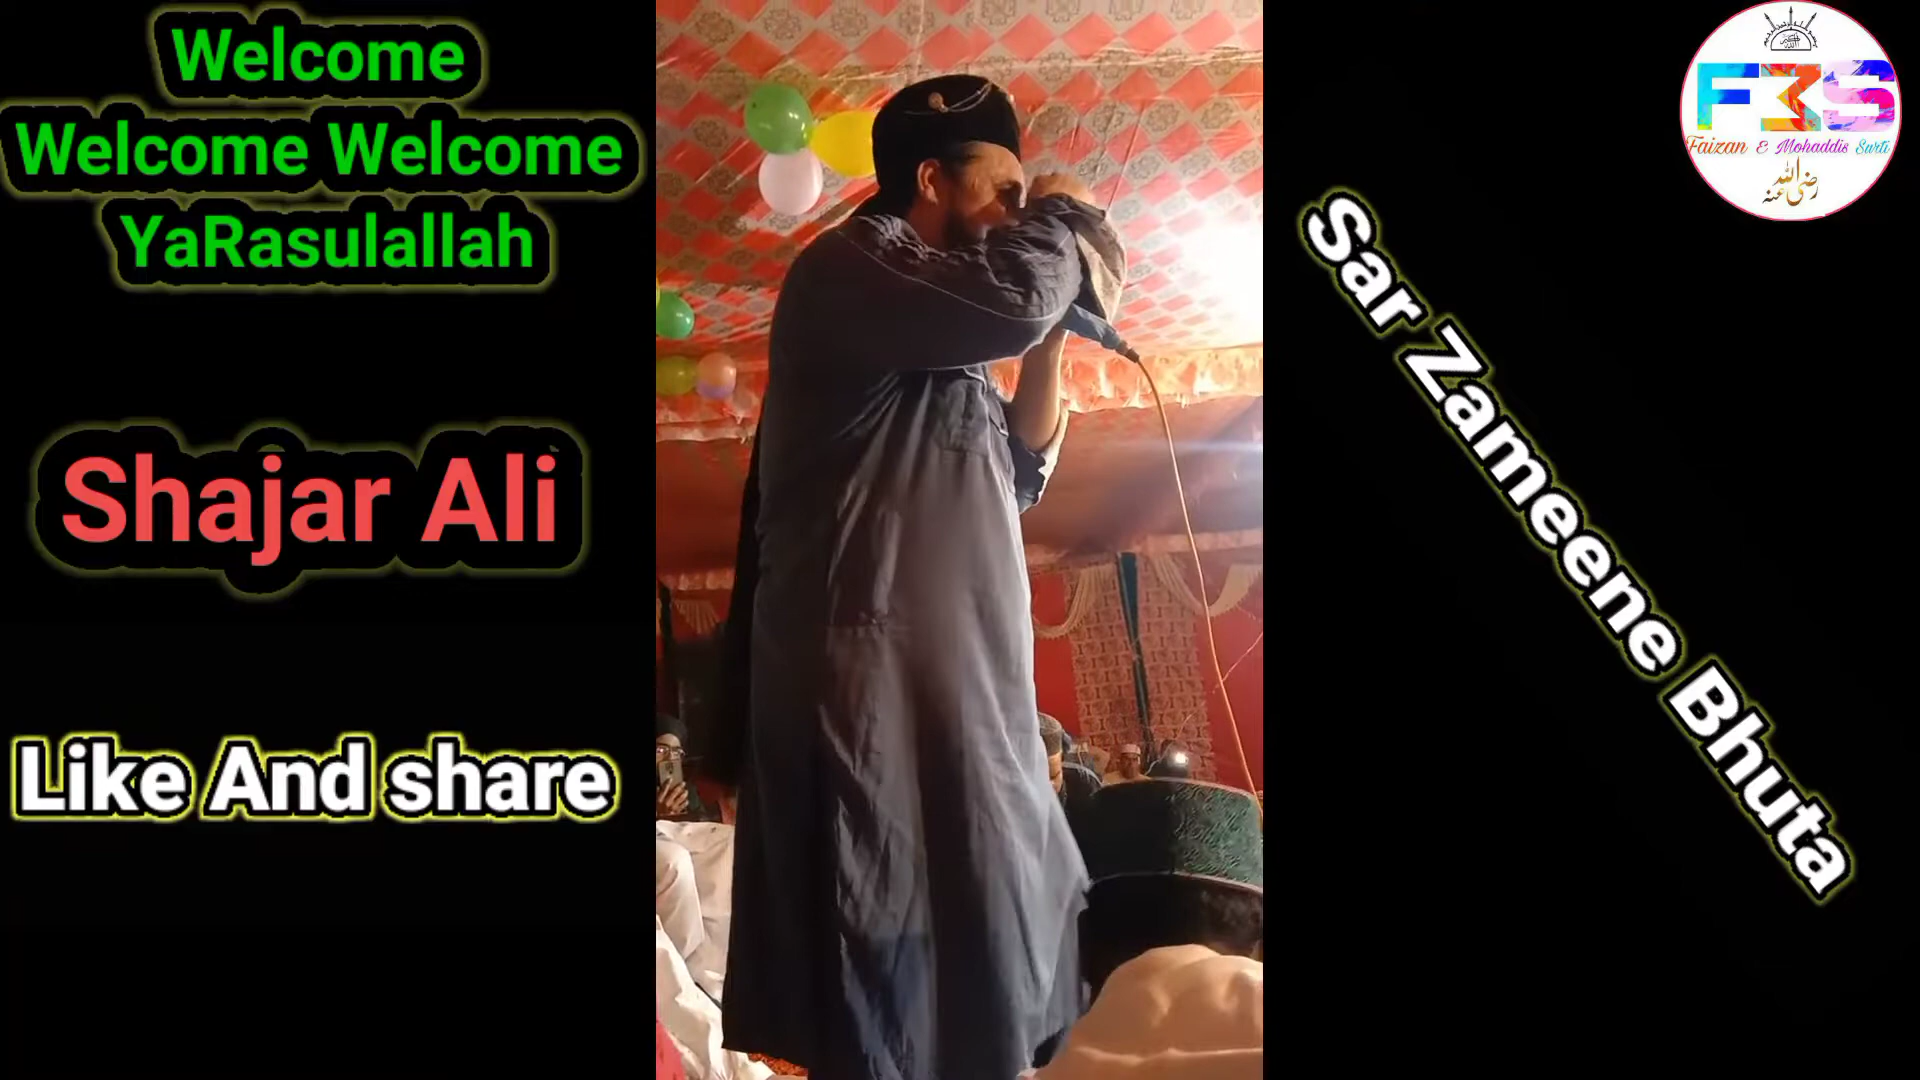 Welcome
Welcome Welcome
YaRasulallah
Shajar Ali
Like And share
Sar Zameene Bhuta
F3S
Faizan E Mohaddis Surti
رضی اللہ عنہ